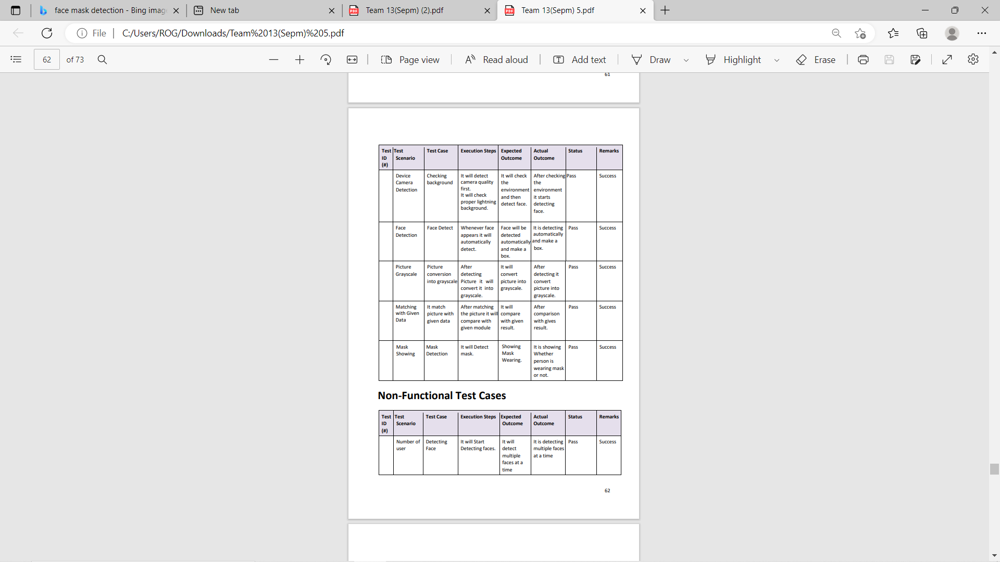 face mask detection - Bing imag
New tab
Team 13(Sepm) (2).pdf
Team 13(Sepm) 5.pdf
File
C:/Users/ROG/Downloads/Team%2013(Sepm)%205.pdf
62 of 73
Page view
Read aloud
Add text
Draw
Highlight
Erase
61
Test ID (#)
Test Scenario
Test Case
Execution Steps
Expected Outcome
Actual Outcome
Status
Remarks
Device
Camera
Detection
Checking
background
It will detect
camera quality
first.
It will check
proper lightning
background.
It will check
the
environment
and then
detect face.
After checking
the
environment
it starts
detecting
face.
Pass
Success
Face
Detection
Face Detect
Whenever face
appears it will
automatically
detect.
Face will be
detected
automatically
and make a
box.
It is detecting
automatically
and make a
box.
Pass
Success
Picture
Grayscale
Picture
conversion
into grayscale
After
detecting
Picture it will
convert it into
grayscale.
It will
convert
picture into
grayscale.
After
detecting it
convert
picture into
grayscale.
Pass
Success
Matching
with Given
Data
It match
picture with
given data
After matching
the picture it will
compare with
given module
It will
compare
with given
result.
After
comparison
with gives
result.
Pass
Success
Mask
Showing
Mask
Detection
It will Detect
mask.
Showing
Mask
Wearing.
It is showing
Whether
person is
wearing mask
or not.
Pass
Success
Non-Functional Test Cases
Test ID (#)
Test Scenario
Test Case
Execution Steps
Expected Outcome
Actual Outcome
Status
Remarks
Number of
user
Detecting
Face
It will Start
Detecting faces.
It will
detect
multiple
faces at a
time
It is detecting
multiple faces
at a time
Pass
Success
62